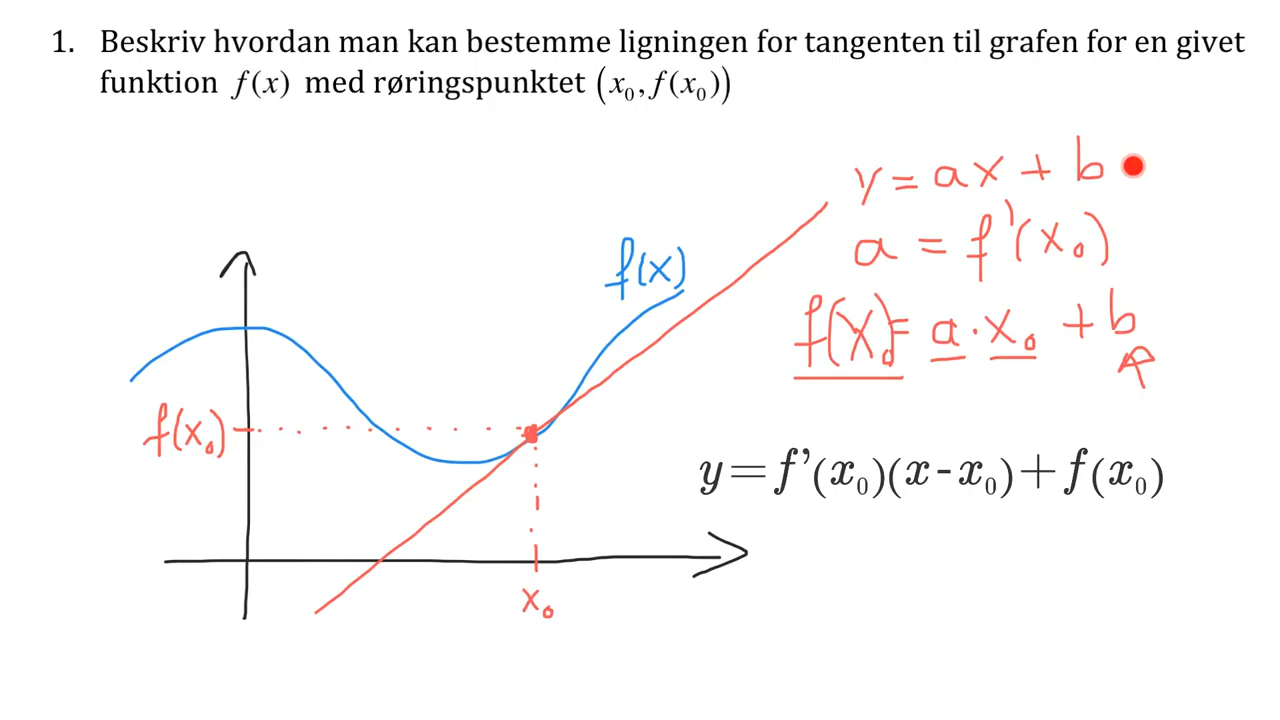 1. Beskriv hvordan man kan bestemme ligningen for tangenten til grafen for en givet
funktion f(x) med røringspunktet (x₀, f(x₀))
y = ax + b
a = f'(x₀)
f(x)
f(x₀) = a · x₀ + b
f(x₀)
y = f'(x₀)(x - x₀) + f(x₀)
x₀